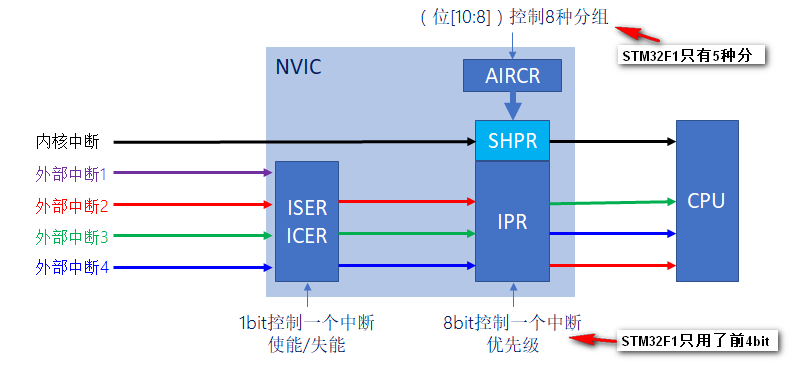 （位[10:8]）控制8种分组
STM32F1只有5种分
NVIC
AIRCR
内核中断
SHPR
外部中断1
外部中断2
ISER
ICER
IPR
CPU
外部中断3
外部中断4
1bit控制一个中断
使能/失能
8bit控制一个中断
优先级
STM32F1只用了前4bit